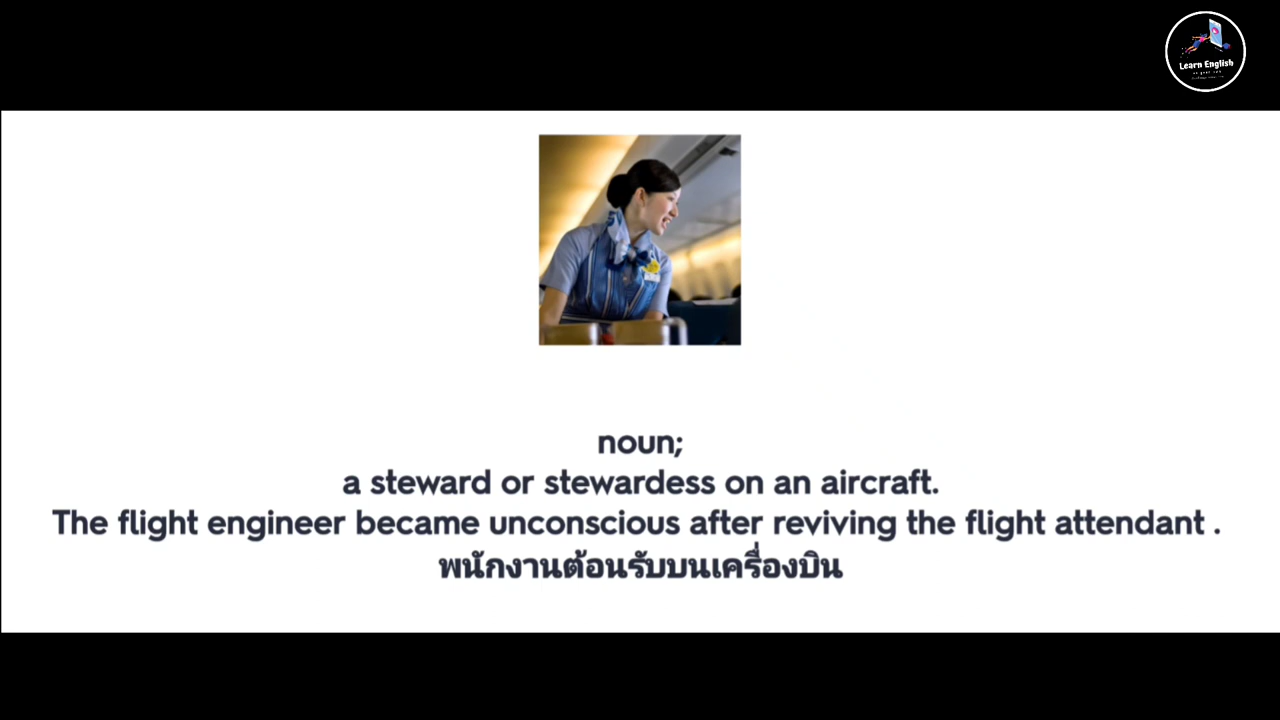 Learn English
noun;
a steward or stewardess on an aircraft.
The flight engineer became unconscious after reviving the flight attendant .
พนักงานต้อนรับบนเครื่องบิน